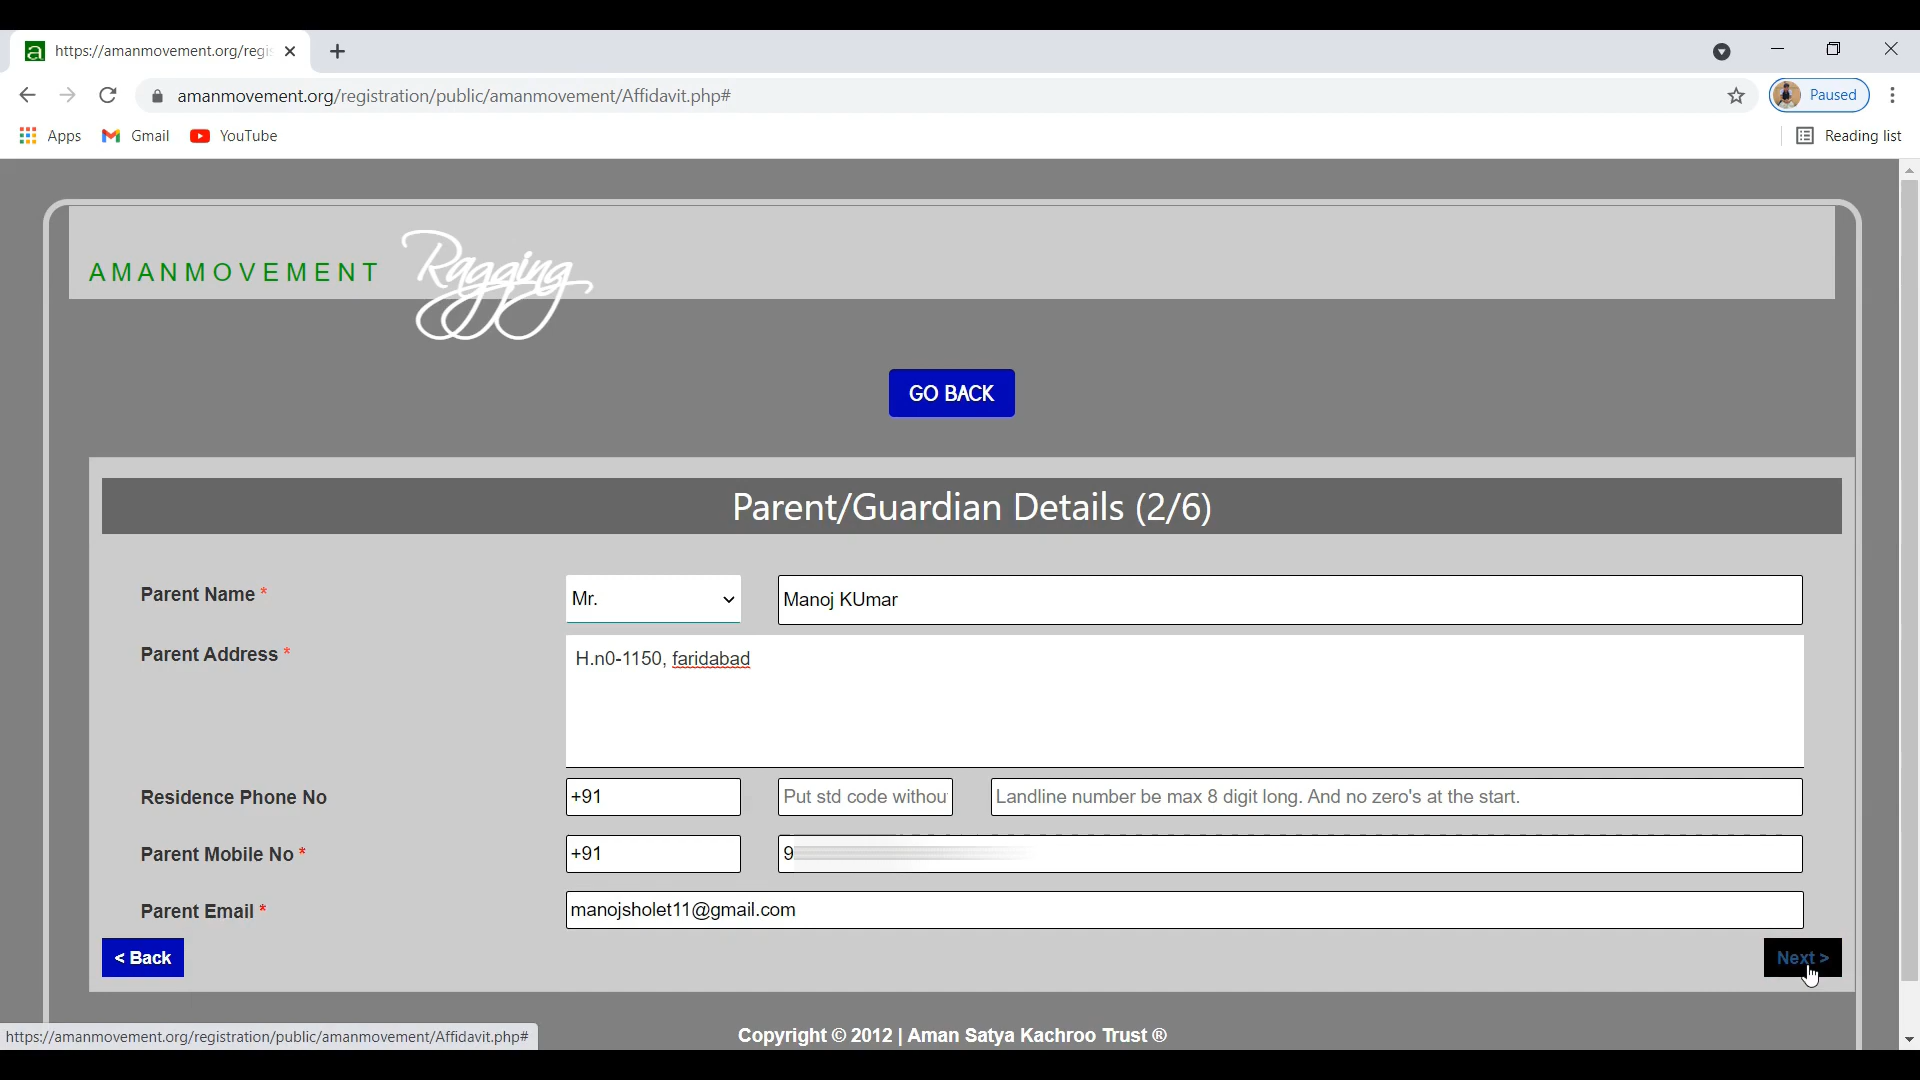 https://amanmovement.org/regis
amanmovement.org/registration/public/amanmovement/Affidavit.php#
Paused
Apps
Gmail
YouTube
Reading list
AMANMOVEMENT
Ragging
GO BACK
Parent/Guardian Details (2/6)
Parent Name *
Mr.
Manoj KUmar
Parent Address *
H.n0-1150, faridabad
Residence Phone No
+91
Put std code withou
Landline number be max 8 digit long. And no zero's at the start.
Parent Mobile No *
+91
9
Parent Email *
manojsholet11@gmail.com
< Back
Next >
https://amanmovement.org/registration/public/amanmovement/Affidavit.php#
Copyright © 2012 | Aman Satya Kachroo Trust ®